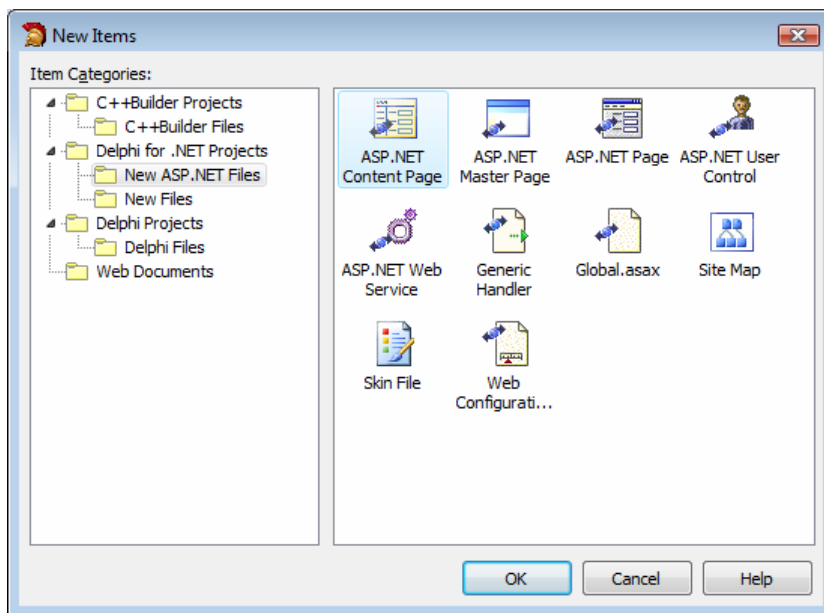 New Items
Item Categories:
C++Builder Projects
C++Builder Files
Delphi for .NET Projects
New ASP.NET Files
New Files
Delphi Projects
Delphi Files
Web Documents
ASP.NET
Content Page
ASP.NET
Master Page
ASP.NET Page
ASP.NET User
Control
ASP.NET Web
Service
Generic
Handler
Global.asax
Site Map
Skin File
Web
Configurati...
OK
Cancel
Help